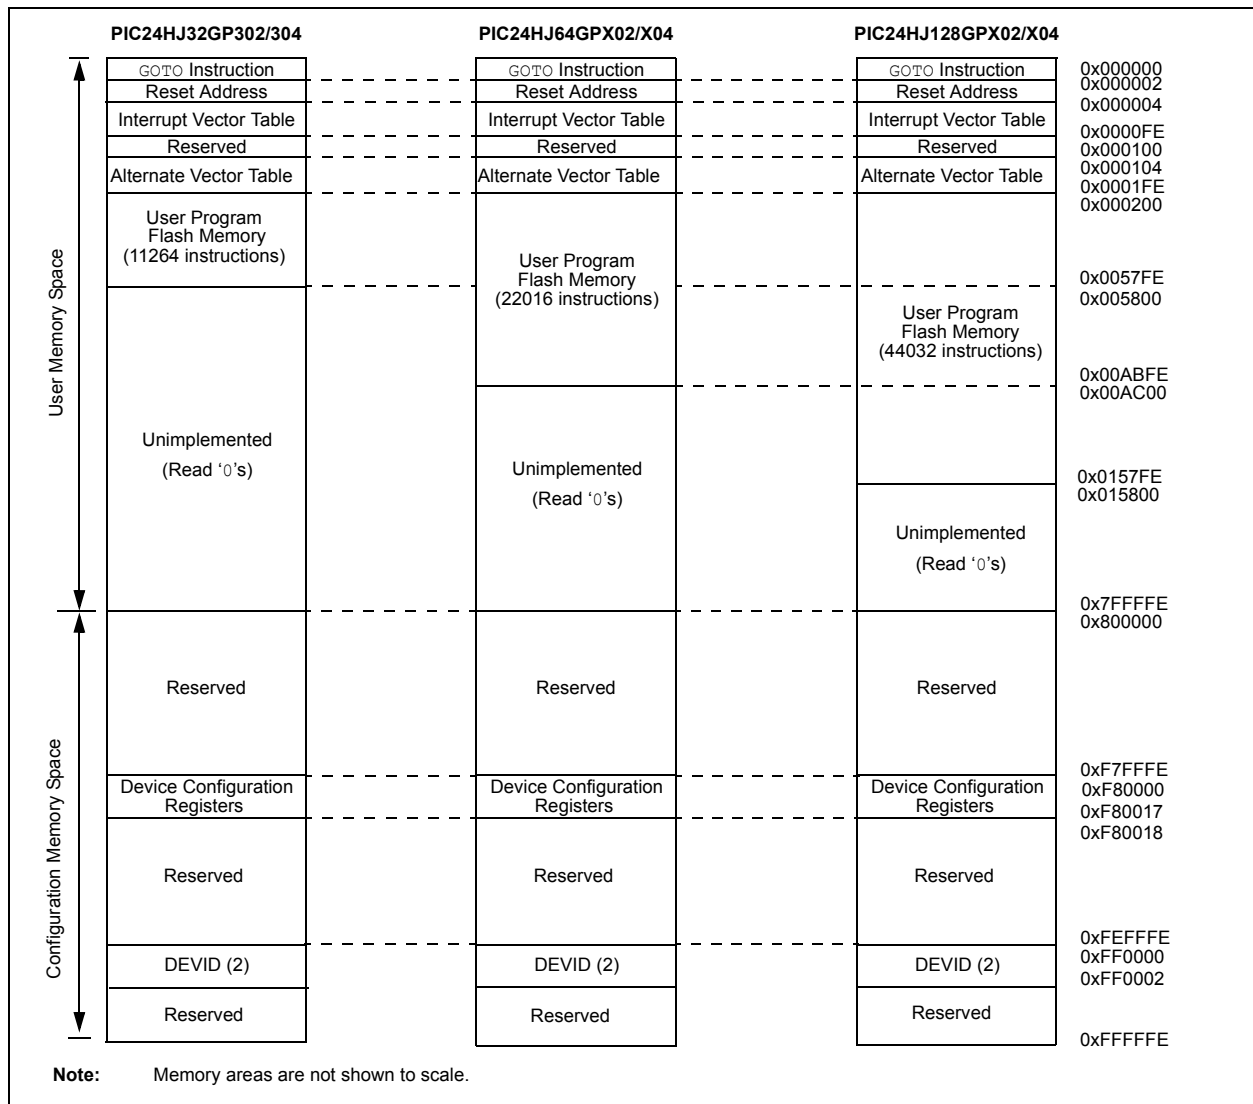 PIC24HJ32GP302/304
PIC24HJ64GPX02/X04
PIC24HJ128GPX02/X04
User Memory Space
Configuration Memory Space
GOTO Instruction
Reset Address
Interrupt Vector Table
Reserved
Alternate Vector Table
User Program
Flash Memory
(11264 instructions)
Unimplemented
(Read ‘0’s)
Reserved
Device Configuration
Registers
Reserved
DEVID (2)
Reserved
GOTO Instruction
Reset Address
Interrupt Vector Table
Reserved
Alternate Vector Table
User Program
Flash Memory
(22016 instructions)
Unimplemented
(Read ‘0’s)
Reserved
Device Configuration
Registers
Reserved
DEVID (2)
Reserved
GOTO Instruction
Reset Address
Interrupt Vector Table
Reserved
Alternate Vector Table
User Program
Flash Memory
(44032 instructions)
Unimplemented
(Read ‘0’s)
Reserved
Device Configuration
Registers
Reserved
DEVID (2)
Reserved
0x000000
0x000002
0x000004
0x0000FE
0x000100
0x000104
0x0001FE
0x000200
0x0057FE
0x005800
0x00ABFE
0x00AC00
0x0157FE
0x015800
0x7FFFFE
0x800000
0xF7FFFE
0xF80000
0xF80017
0xF80018
0xFEFFFE
0xFF0000
0xFF0002
0xFFFFFE
Note: Memory areas are not shown to scale.